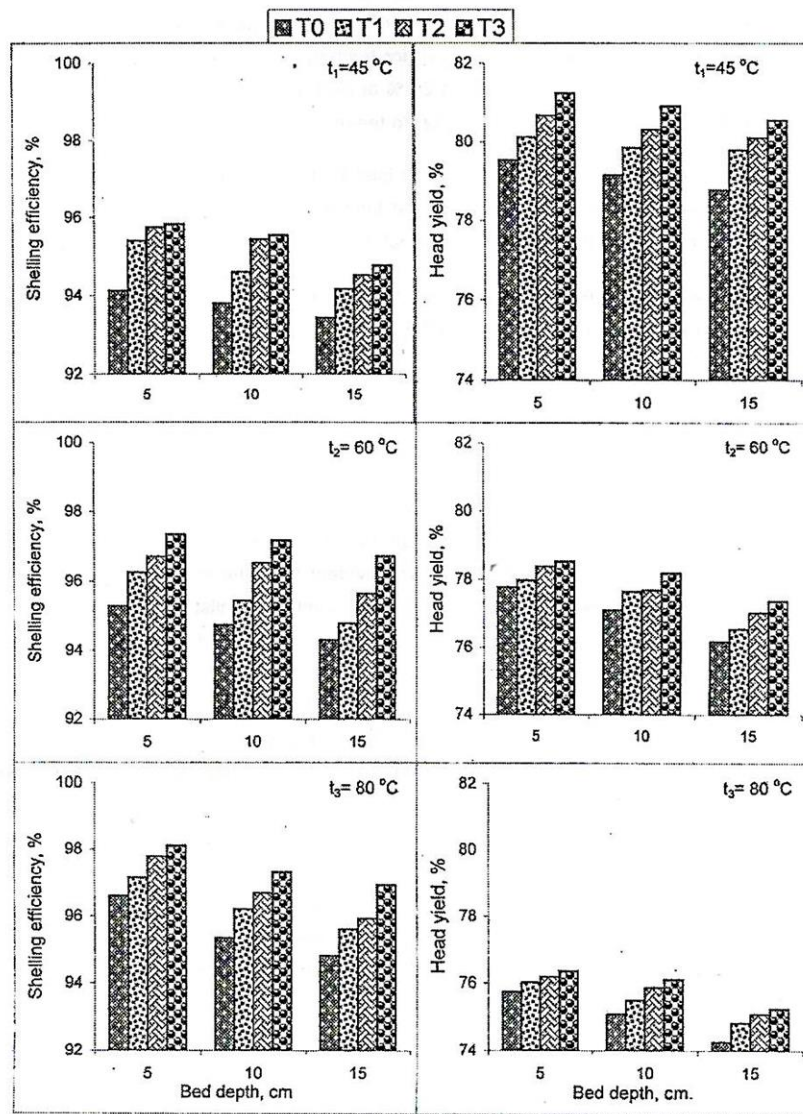 T0 T1 T2 T3
t₁=45 °C
Shelling efficiency, %
100
98
96
94
92
5 10 15
t₁=45 °C
Head yield, %
82
80
78
76
74
5 10 15
t₂= 60 °C
Shelling efficiency, %
100
98
96
94
92
5 10 15
t₂= 60 °C
Head yield, %
82
80
78
76
74
5 10 15
t₃= 80 °C
Shelling efficiency, %
100
98
96
94
92
5 10 15
Bed depth, cm
t₃= 80 °C
Head yield, %
82
80
78
76
74
5 10 15
Bed depth, cm.